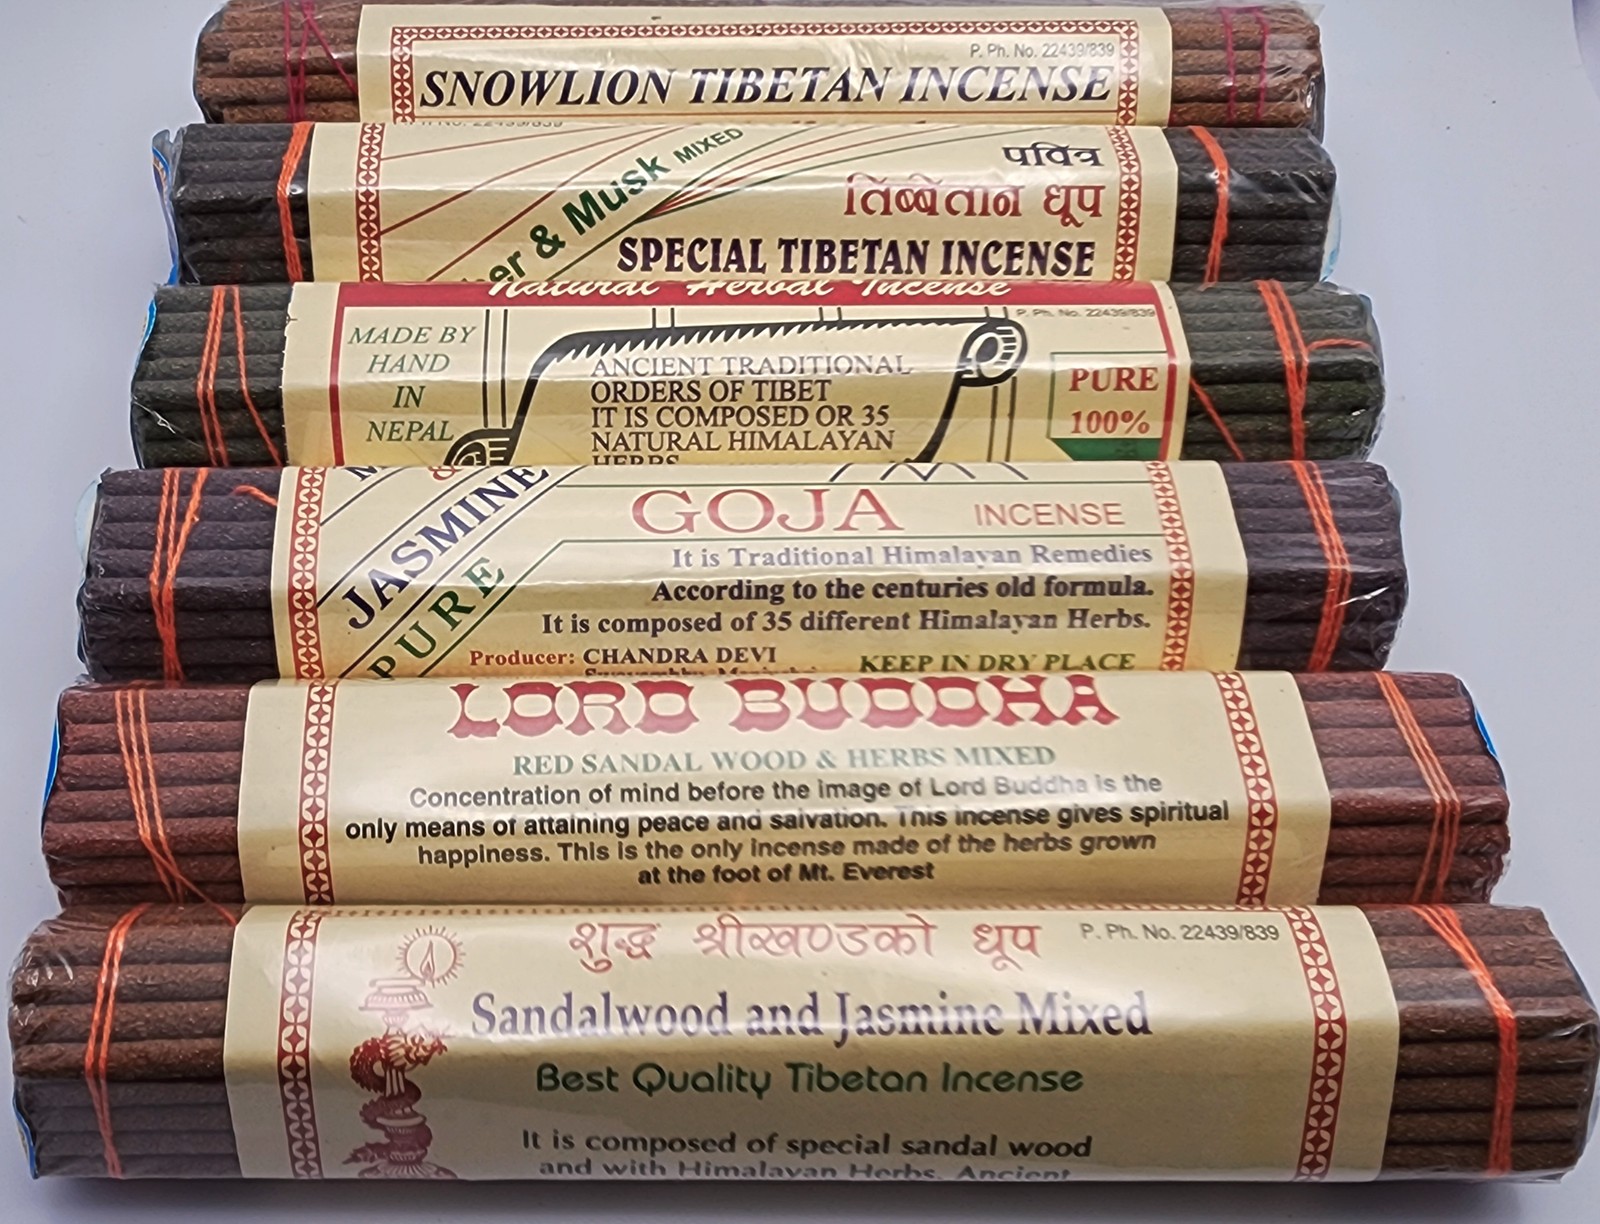 P. Ph. No. 22439/839
SNOWLION TIBETAN INCENSE
& Musk MIXED
पवित्र
तिब्बेतान धूप
SPECIAL TIBETAN INCENSE
Natural Herbal Incense
P. Ph. No. 22439/839
MADE BY
HAND
IN
NEPAL
ANCIENT TRADITIONAL
ORDERS OF TIBET
IT IS COMPOSED OR 35
NATURAL HIMALAYAN
HERBS
PURE
100%
&
JASMINE
PURE
GOJA INCENSE
It is Traditional Himalayan Remedies
According to the centuries old formula.
It is composed of 35 different Himalayan Herbs.
Producer: CHANDRA DEVI
KEEP IN DRY PLACE
LORD BUDDHA
RED SANDAL WOOD & HERBS MIXED
Concentration of mind before the image of Lord Buddha is the
only means of attaining peace and salvation. This incense gives spiritual
happiness. This is the only incense made of the herbs grown
at the foot of Mt. Everest
शुद्ध श्रीखण्डको धूप
P. Ph. No. 22439/839
Sandalwood and Jasmine Mixed
Best Quality Tibetan Incense
It is composed of special sandal wood
and with Himalayan Herbs. Ancient